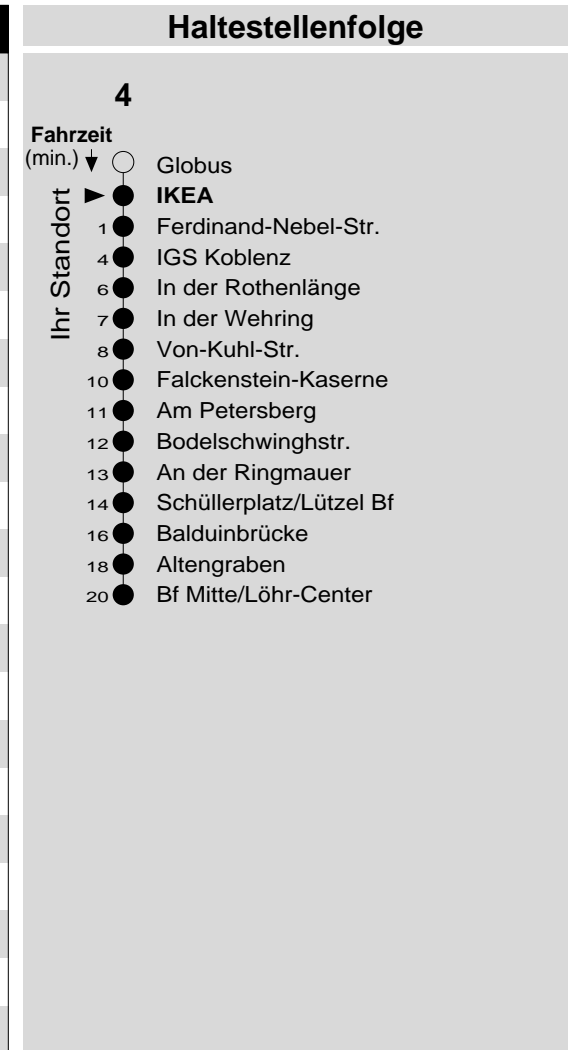 Haltestellenfolge
4
Fahrzeit
(min.)
Globus
Ihr Standort
IKEA
1 Ferdinand-Nebel-Str.
4 IGS Koblenz
6 In der Rothenlänge
7 In der Wehring
8 Von-Kuhl-Str.
10 Falckenstein-Kaserne
11 Am Petersberg
12 Bodelschwinghstr.
13 An der Ringmauer
14 Schüllerplatz/Lützel Bf
16 Balduinbrücke
18 Altengraben
20 Bf Mitte/Löhr-Center